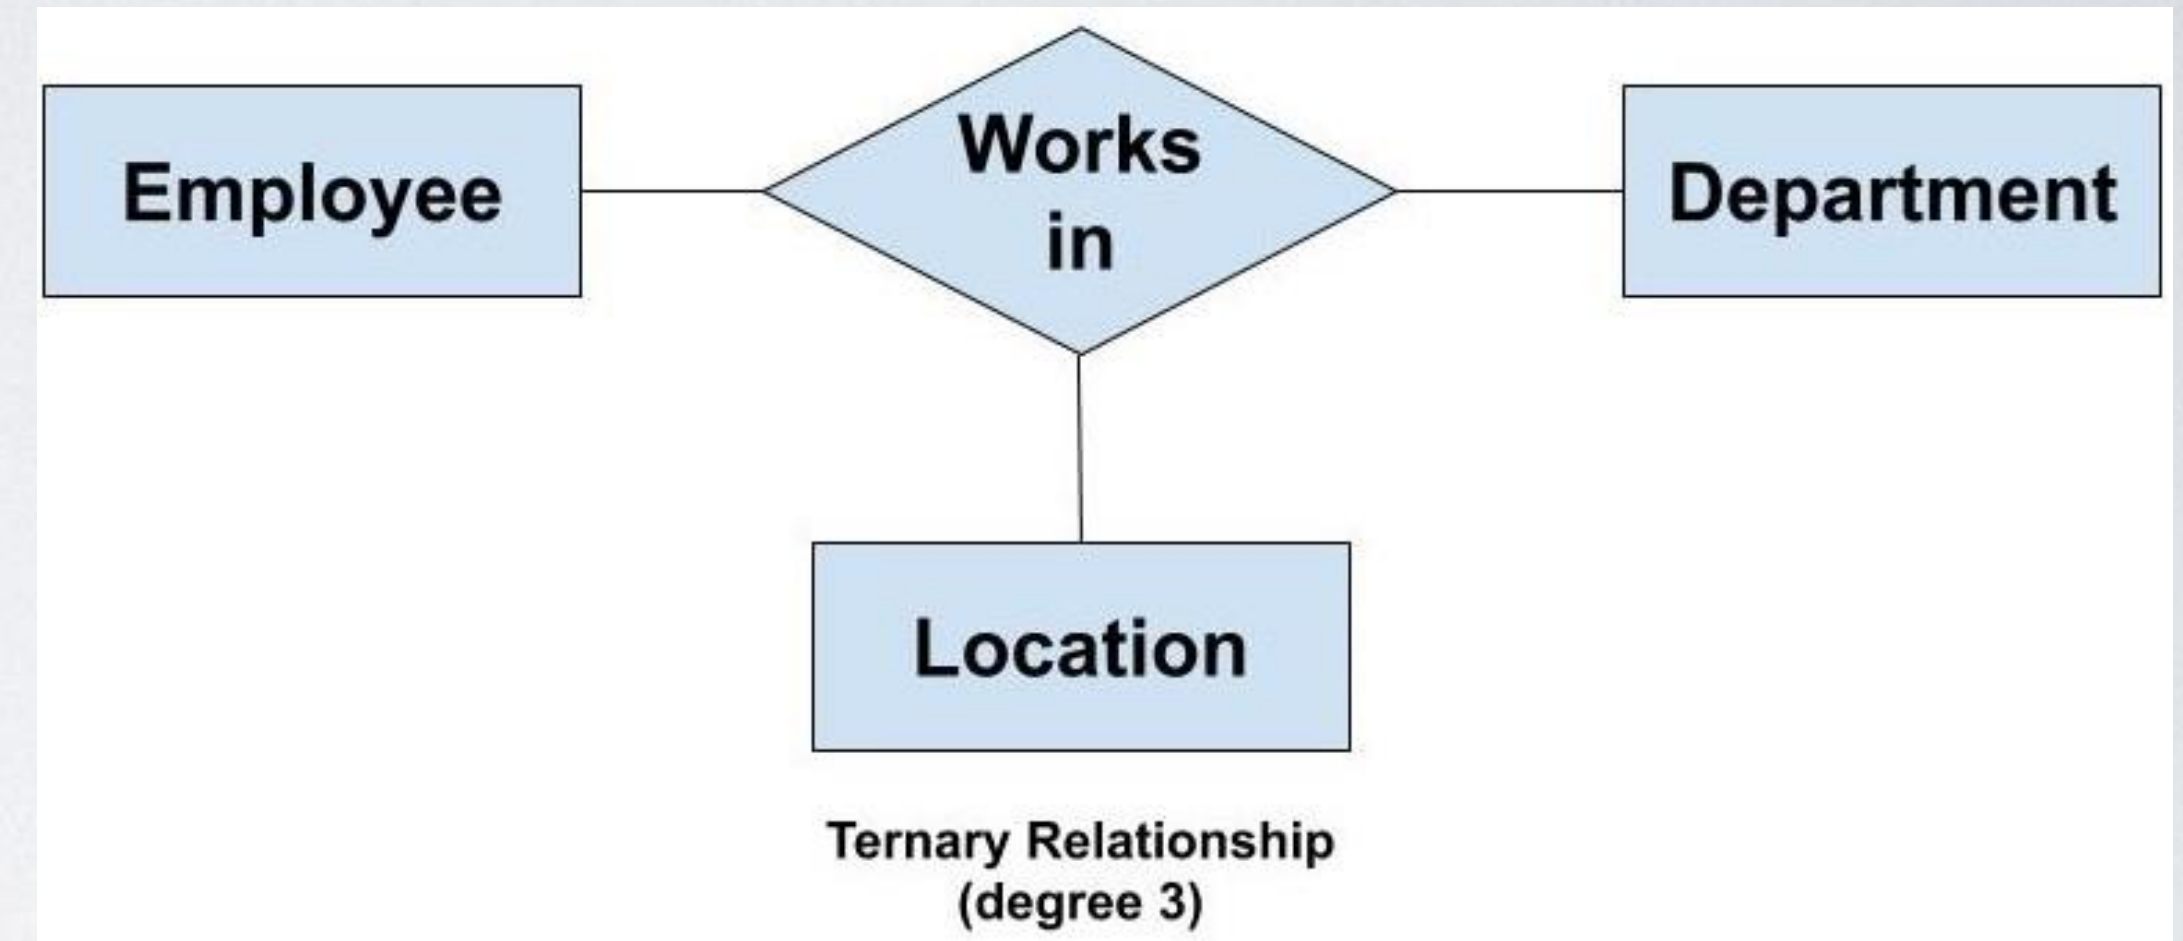 Employee
Works
in
Department
Location
Ternary Relationship
(degree 3)